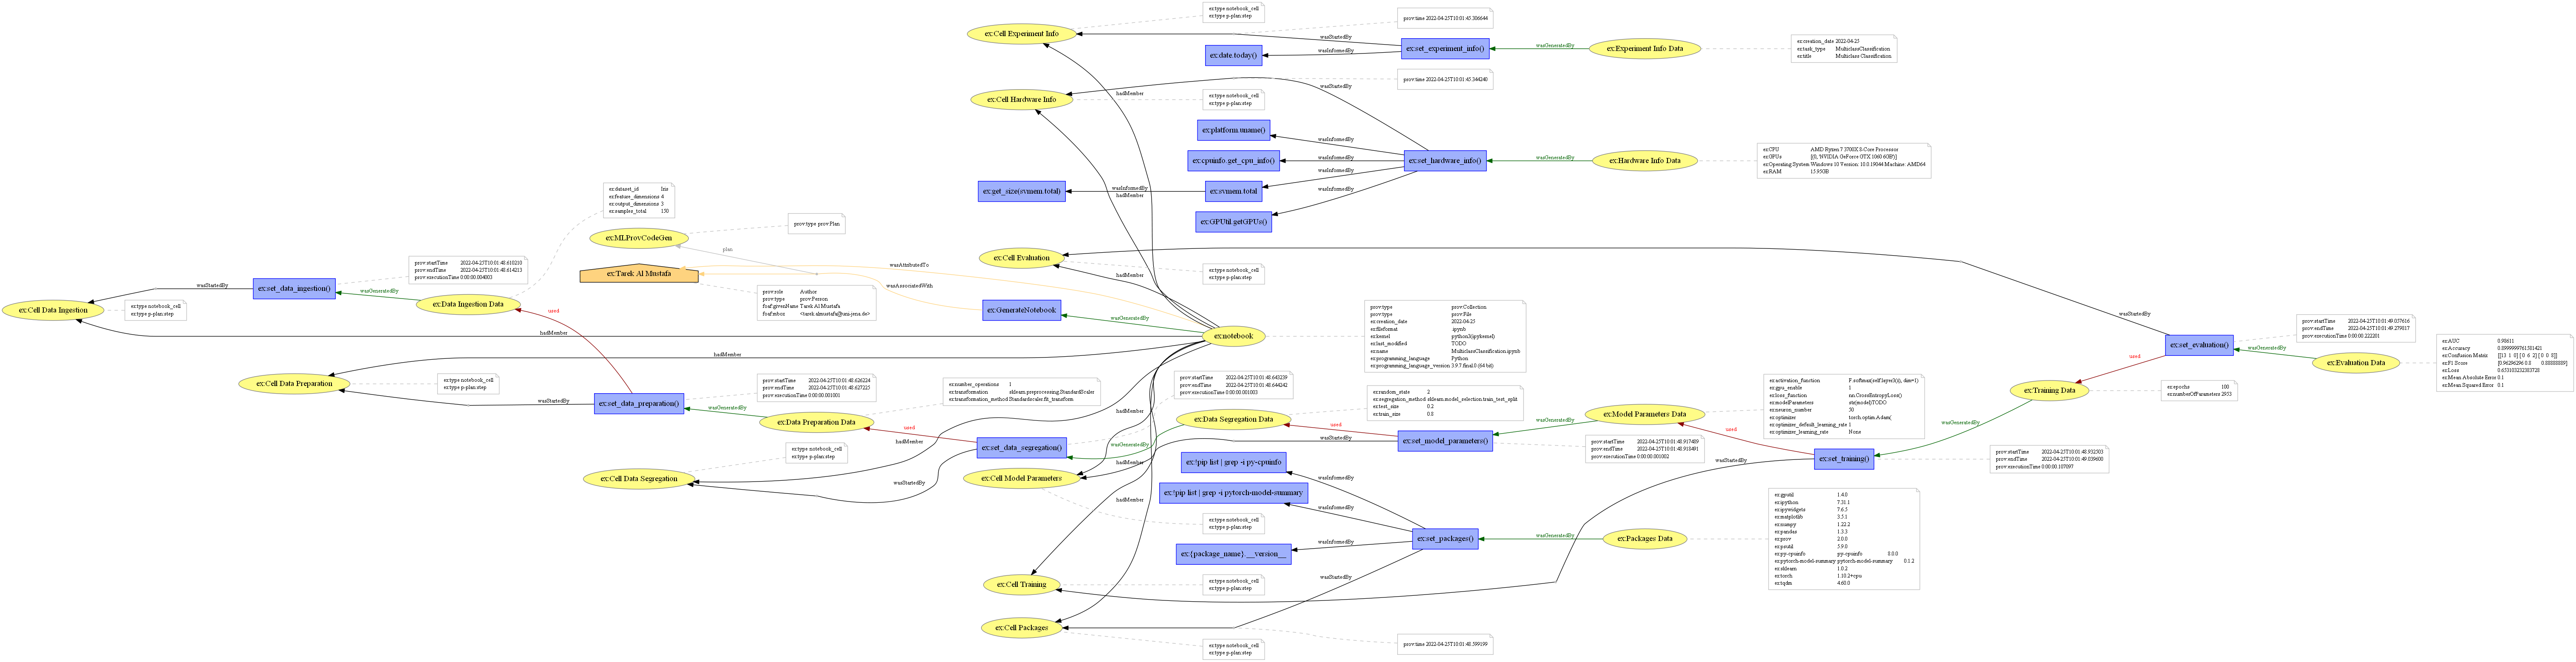 ex:Cell Experiment Info
ex:type notebook_cell
ex:type p-plan:step
prov:time 2022-04-25T10:01:45.306644
wasStartedBy
ex:date.today()
wasInformedBy
ex:set_experiment_info()
wasGeneratedBy
ex:Experiment Info Data
ex:creation_date 2022-04-25
ex:task_type MulticlassClassification
ex:title Multiclass Classification
prov:time 2022-04-25T10:01:45.344240
ex:Cell Hardware Info
ex:type notebook_cell
ex:type p-plan:step
hadMember
wasStartedBy
ex:platform.uname()
wasInformedBy
ex:cpuinfo.get_cpu_info()
wasInformedBy
ex:set_hardware_info()
wasGeneratedBy
ex:Hardware Info Data
ex:CPU AMD Ryzen 7 3700X 8-Core Processor
ex:GPUs [(0, 'NVIDIA GeForce GTX 1060 6GB')]
ex:Operating System Windows 10 Version: 10.0.19044 Machine: AMD64
ex:RAM 15.95GB
ex:get_size(svmem.total)
wasInformedBy
hadMember
ex:svmem.total
wasInformedBy
wasInformedBy
ex:GPUtil.getGPUs()
ex:dataset_id Iris
ex:feature_dimensions 4
ex:output_dimensions 3
ex:samples_total 150
ex:MLProvCodeGen
prov:type prov:Plan
plan
ex:Tarek Al Mustafa
wasAttributedTo
wasAssociatedWith
prov:role Author
prov:type prov:Person
foaf:givenName Tarek Al Mustafa
foaf:mbox <tarek.almustafa@uni-jena.de>
ex:Cell Evaluation
hadMember
ex:type notebook_cell
ex:type p-plan:step
prov:startTime 2022-04-25T10:01:48.610210
prov:endTime 2022-04-25T10:01:48.614213
prov:executionTime 0:00:00.004003
ex:set_data_ingestion()
wasStartedBy
wasGeneratedBy
ex:Data Ingestion Data
ex:Cell Data Ingestion
ex:type notebook_cell
ex:type p-plan:step
used
hadMember
ex:GenerateNotebook
wasGeneratedBy
ex:notebook
prov:type prov:Collection
prov:type prov:File
ex:creation_date 2022-04-25
ex:fileformat .ipynb
ex:kernel python3(ipykernel)
ex:last_modified TODO
ex:name MulticlassClassification.ipynb
ex:programming_language Python
ex:programming_language_version 3.9.7 final.0 (64 bit)
wasStartedBy
ex:set_evaluation()
prov:startTime 2022-04-25T10:01:49.057616
prov:endTime 2022-04-25T10:01:49.279817
prov:executionTime 0:00:00.222201
wasGeneratedBy
ex:Evaluation Data
ex:AUC 0.98611
ex:Accuracy
ex:Confusion Matrix [[13 1 0] [ 0 6 2] [ 0 0 8]]
ex:F1 Score [0.96296296 0.8 0.88888889]
ex:Loss
ex:Mean Absolute Error 0.1
ex:Mean Squared Error 0.1
used
ex:Training Data
ex:epochs 100
ex:numberOfParameters 2953
hadMember
ex:Cell Data Preparation
ex:type notebook_cell
ex:type p-plan:step
wasStartedBy
ex:set_data_preparation()
prov:startTime 2022-04-25T10:01:48.626224
prov:endTime 2022-04-25T10:01:48.627225
prov:executionTime 0:00:00.001001
wasGeneratedBy
ex:Data Preparation Data
ex:number_operations 1
ex:transformation sklearn.preprocessing.StandardScaler
ex:transformation_method Standardscaler.fit_transform
used
ex:set_data_segregation()
prov:startTime 2022-04-25T10:01:48.643239
prov:endTime 2022-04-25T10:01:48.644242
prov:executionTime 0:00:00.001003
wasGeneratedBy
ex:Data Segregation Data
ex:random_state 2
ex:segregation_method sklearn.model_selection.train_test_split
ex:test_size 0.2
ex:train_size 0.8
used
wasStartedBy
ex:set_model_parameters()
wasGeneratedBy
ex:Model Parameters Data
ex:activation_function F.softmax(self.layer3(x), dim=1)
ex:gpu_enable 1
ex:loss_function nn.CrossEntropyLoss()
ex:modelParameters str(model)TODO
ex:neuron_number 50
ex:optimizer torch.optim.Adam(
ex:optimizer_default_learning_rate 1
ex:optimizer_learning_rate None
prov:startTime 2022-04-25T10:01:48.917489
prov:endTime 2022-04-25T10:01:48.918491
prov:executionTime 0:00:00.001002
used
wasGeneratedBy
ex:set_training()
prov:startTime 2022-04-25T10:01:48.932503
prov:endTime 2022-04-25T10:01:49.039600
prov:executionTime 0:00:00.107097
wasStartedBy
hadMember
hadMember
ex:Cell Data Segregation
ex:type notebook_cell
ex:type p-plan:step
wasStartedBy
hadMember
ex:Cell Model Parameters
ex:type notebook_cell
ex:type p-plan:step
hadMember
ex:!pip list | grep -i py-cpuinfo
wasInformedBy
ex:!pip list | grep -i pytorch-model-summary
wasInformedBy
ex:{package_name}.__version__
wasInformedBy
ex:set_packages()
wasGeneratedBy
ex:Packages Data
ex:gputil 1.4.0
ex:ipython 7.31.1
ex:ipywidgets 7.6.5
ex:matplotlib 3.5.1
ex:numpy 1.22.2
ex:pandas 1.3.3
ex:prov 2.0.0
ex:psutil 5.9.0
ex:py-cpuinfo py-cpuinfo 8.0.0
ex:pytorch-model-summary pytorch-model-summary 0.1.2
ex:sklearn 1.0.2
ex:torch 1.10.2+cpu
ex:tqdm 4.60.0
wasStartedBy
ex:Cell Training
ex:type notebook_cell
ex:type p-plan:step
ex:Cell Packages
ex:type notebook_cell
ex:type p-plan:step
prov:time 2022-04-25T10:01:48.599199